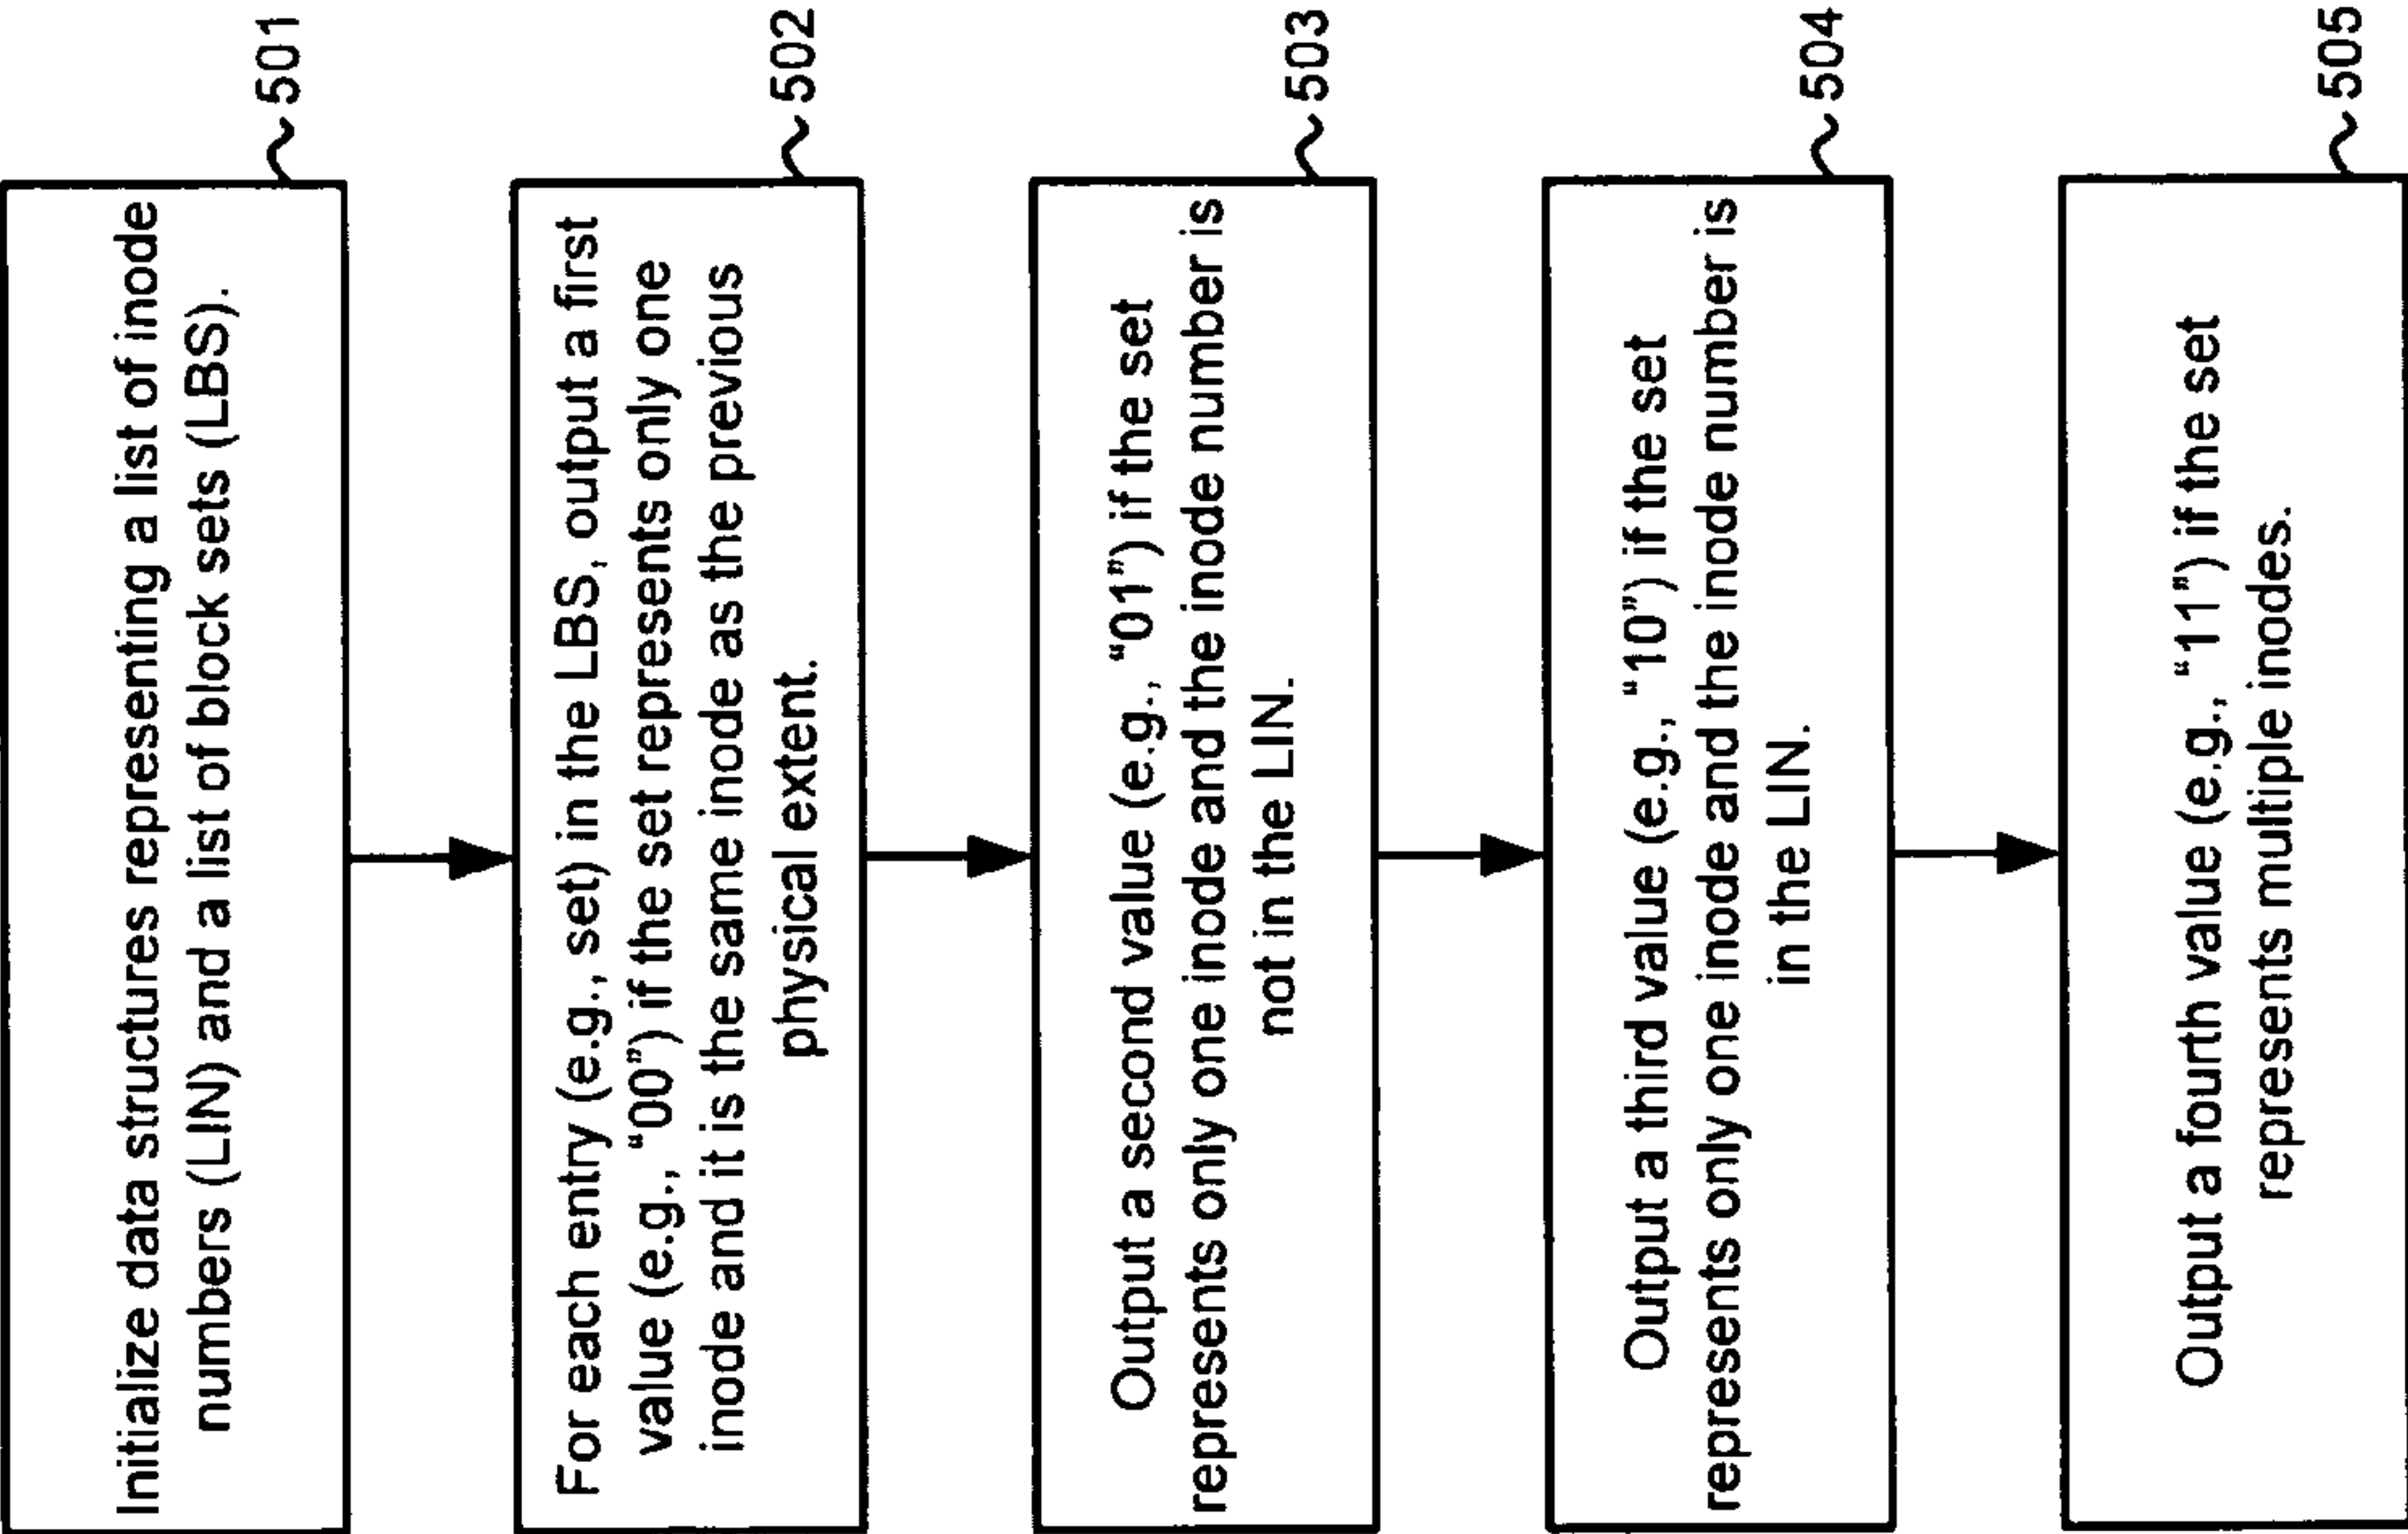 Initialize data structures representing a list of inode
numbers (LIN) and a list of block sets (LBS).
501
For each entry (e.g., set) in the LBS, output a first
value (e.g., “00”) if the set represents only one
inode and it is the same inode as the previous
physical extent.
502
Output a second value (e.g., “01”) if the set
represents only one inode and the inode number is
not in the LIN.
503
Output a third value (e.g., “10”) if the set
represents only one inode and the inode number is
in the LIN.
504
Output a fourth value (e.g., “11”) if the set
represents multiple inodes.
505